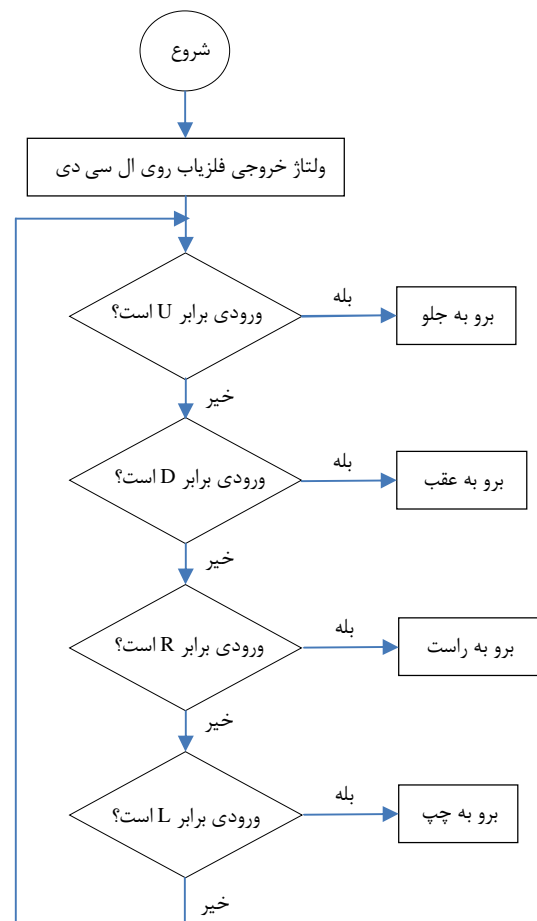 شروع
ولتاژ خروجی فلزیاب روی ال سی دی
ورودی برابر U است؟
بله
برو به جلو
خیر
ورودی برابر D است؟
بله
برو به عقب
خیر
ورودی برابر R است؟
بله
برو به راست
خیر
ورودی برابر L است؟
بله
برو به چپ
خیر